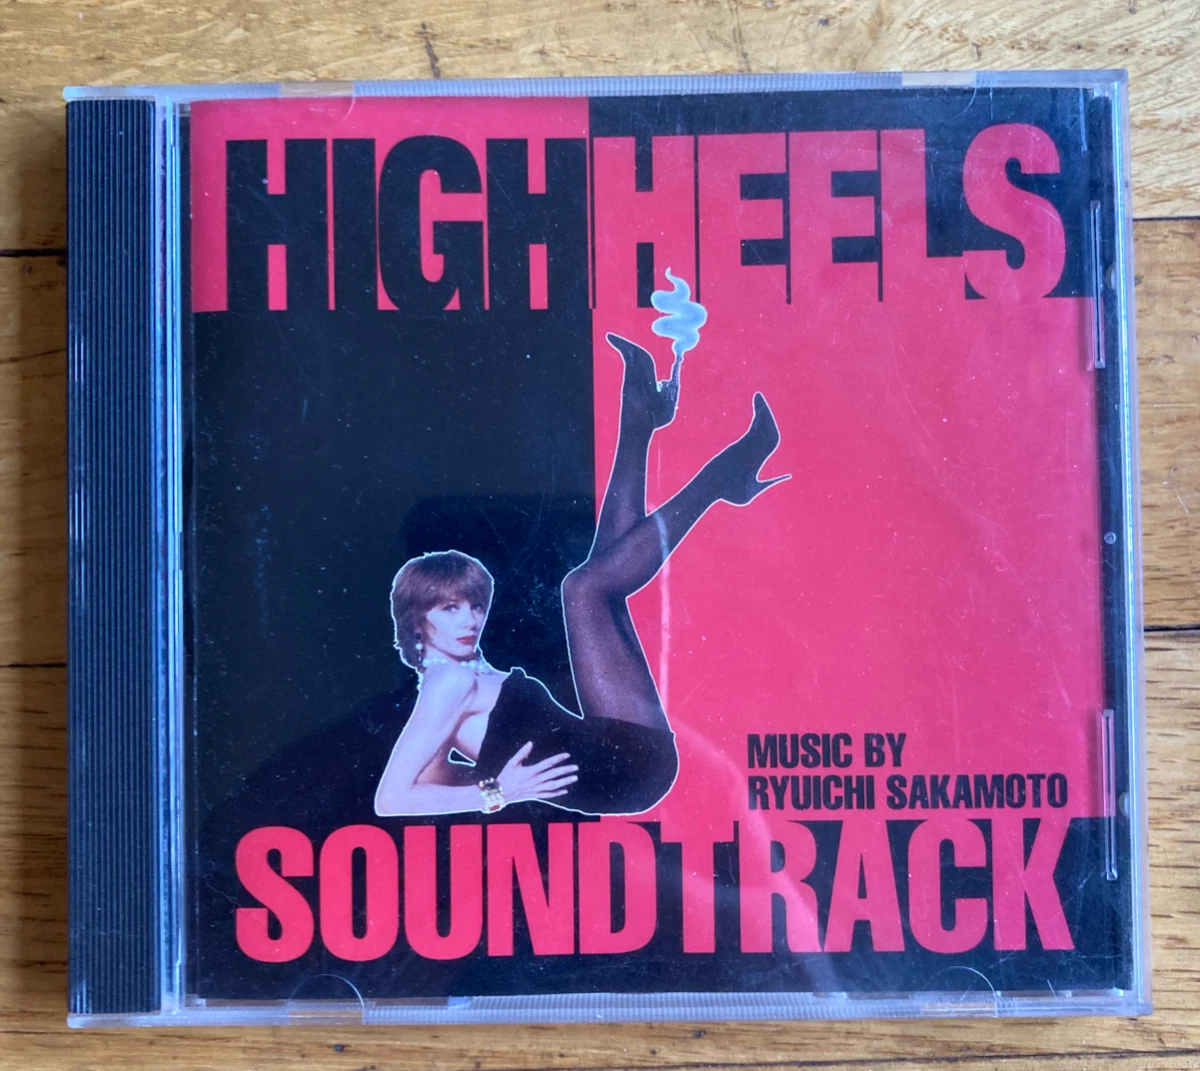 HIGH HEELS
MUSIC BY
RYUICHI SAKAMOTO
SOUNDTRACK